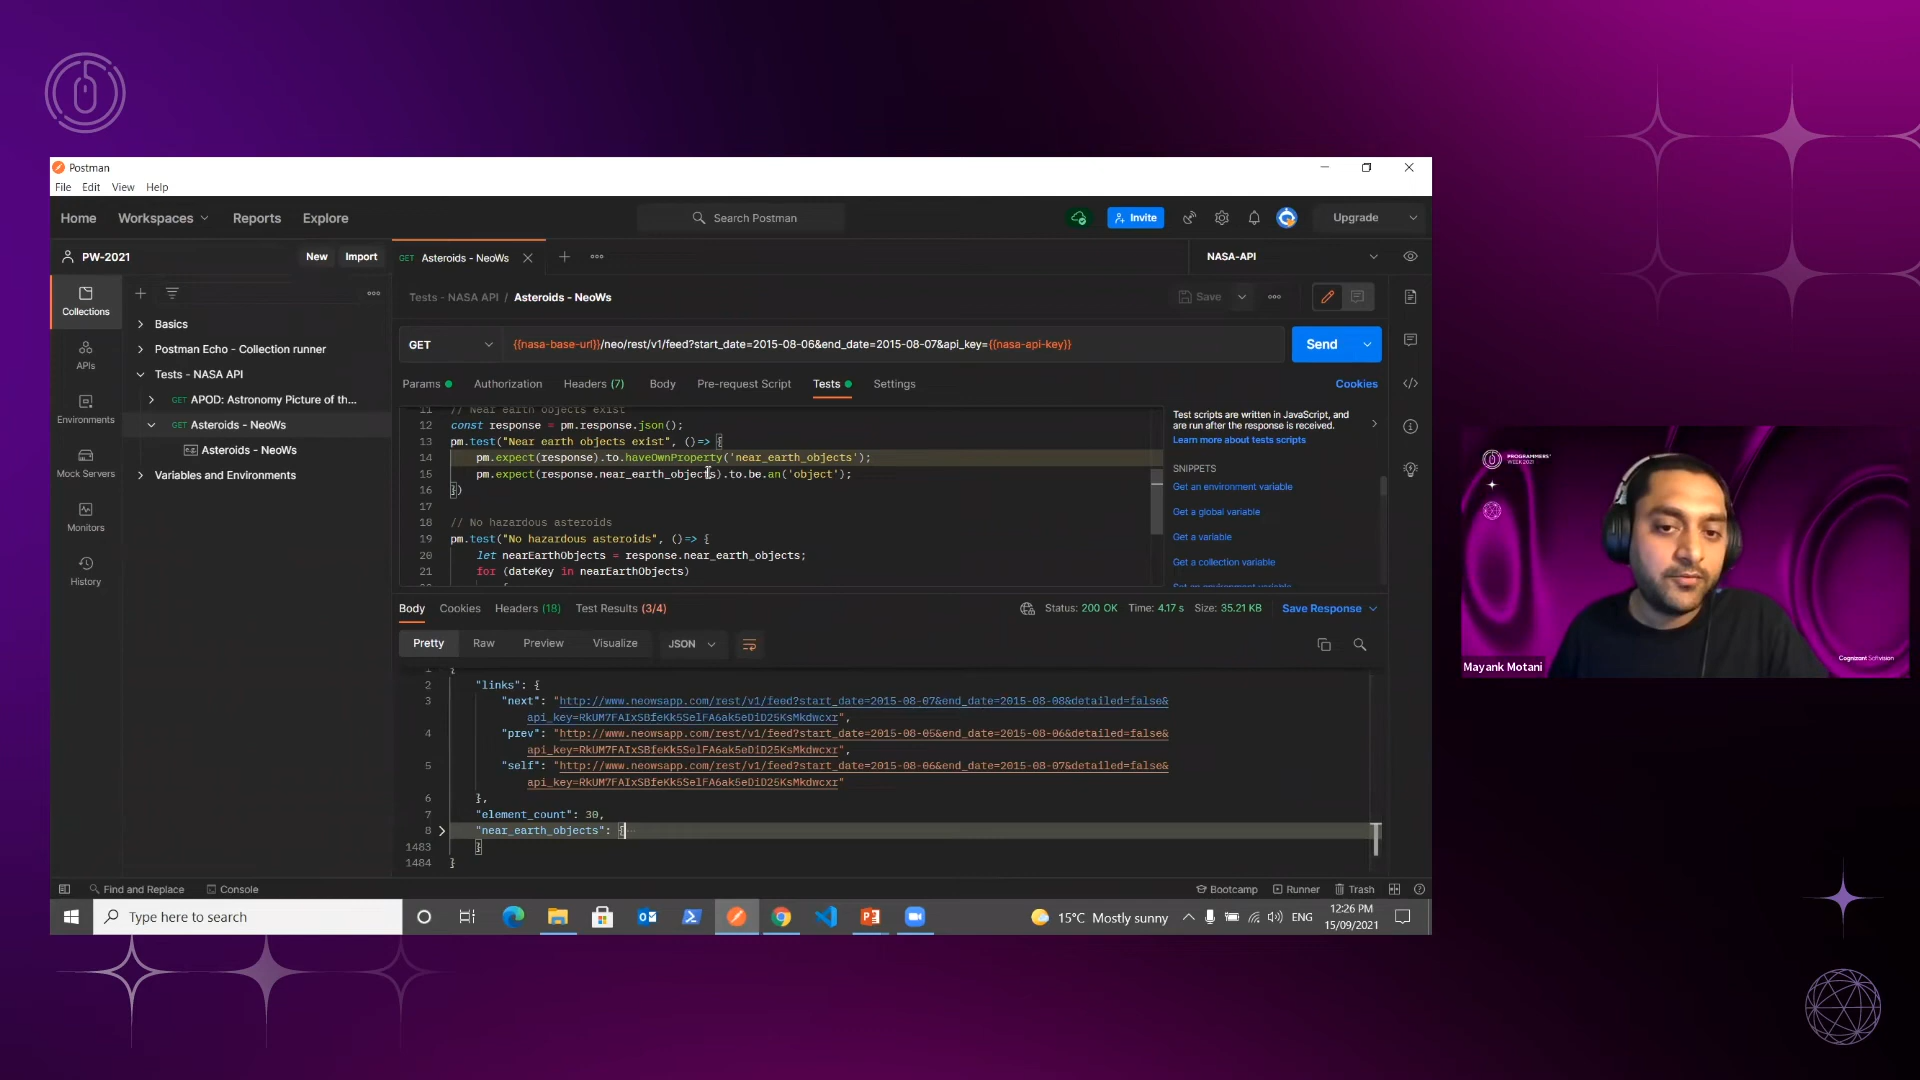 Postman
File Edit View Help
Home Workspaces Reports Explore
Search Postman
Invite
Upgrade
PW-2021
New Import
GET Asteroids - NeoWs
NASA-API
Collections
APIs
Environments
Mock Servers
Monitors
History
Basics
Postman Echo - Collection runner
Tests - NASA API
GET APOD: Astronomy Picture of th...
GET Asteroids - NeoWs
Asteroids - NeoWs
Variables and Environments
Tests - NASA API / Asteroids - NeoWs
Save
GET
{{nasa-base-url}}/neo/rest/v1/feed?start_date=2015-08-06&end_date=2015-08-07&api_key={{nasa-api-key}}
Send
Params Authorization Headers (7) Body Pre-request Script Tests Settings
Cookies
11 // Near earth objects exist
12 const response = pm.response.json();
13 pm.test("Near earth objects exist", ()=> {
14 pm.expect(response).to.haveOwnProperty('near_earth_objects');
15 pm.expect(response.near_earth_objects).to.be.an('object');
16 })
17
18 // No hazardous asteroids
19 pm.test("No hazardous asteroids", ()=> {
20 let nearEarthObjects = response.near_earth_objects;
21 for (dateKey in nearEarthObjects)
Test scripts are written in JavaScript, and
are run after the response is received.
Learn more about tests scripts
SNIPPETS
Get an environment variable
Get a global variable
Get a variable
Get a collection variable
Set an environment variable
Body Cookies Headers (18) Test Results (3/4)
Status: 200 OK Time: 4.17 s Size: 35.21 KB
Save Response
Pretty Raw Preview Visualize JSON
1 {
2 "links": {
3 "next": "http://www.neowsapp.com/rest/v1/feed?start_date=2015-08-07&end_date=2015-08-08&detailed=false&
api_key=RkUM7FAIxSBfeKk5SelFA6ak5eDiD25KsMkdwcxr",
4 "prev": "http://www.neowsapp.com/rest/v1/feed?start_date=2015-08-05&end_date=2015-08-06&detailed=false&
api_key=RkUM7FAIxSBfeKk5SelFA6ak5eDiD25KsMkdwcxr",
5 "self": "http://www.neowsapp.com/rest/v1/feed?start_date=2015-08-06&end_date=2015-08-07&detailed=false&
api_key=RkUM7FAIxSBfeKk5SelFA6ak5eDiD25KsMkdwcxr"
6 },
7 "element_count": 30,
8 "near_earth_objects": {
1483 }
1484 }
Find and Replace Console
Bootcamp Runner Trash
Type here to search
15°C Mostly sunny
ENG
12:26 PM
15/09/2021
PROGRAMMERS'
WEEK 2021
Mayank Motani
Cognizant Softvision